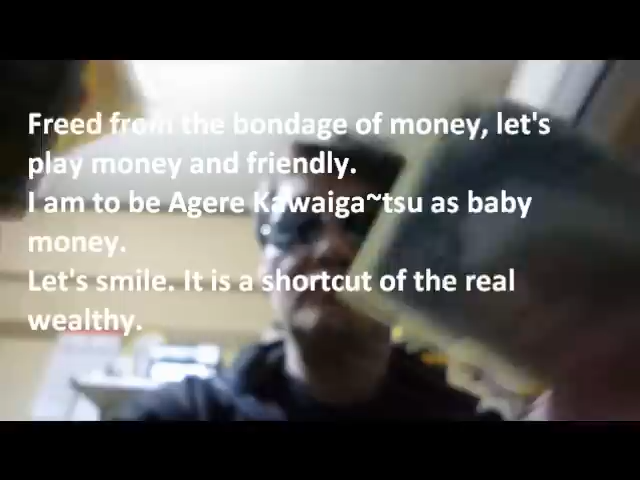 Freed from the bondage of money, let's
play money and friendly.
I am to be Agere Kawaiga~tsu as baby
money.
Let's smile. It is a shortcut of the real
wealthy.